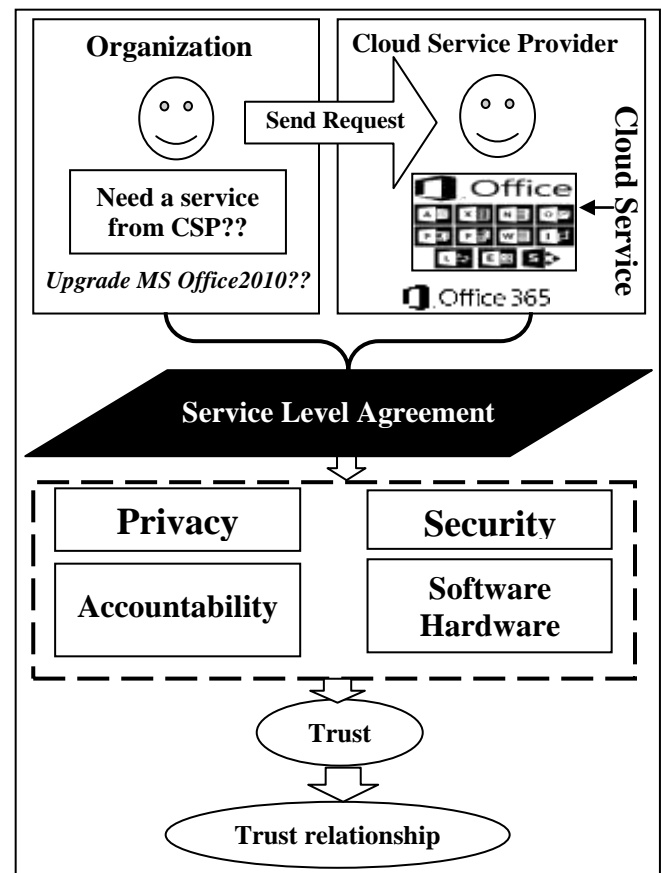 Organization
Need a service
from CSP??
Upgrade MS Office2010??
Send Request
Cloud Service Provider
Office
Office 365
Cloud Service
Service Level Agreement
Privacy
Security
Accountability
Software
Hardware
Trust
Trust relationship